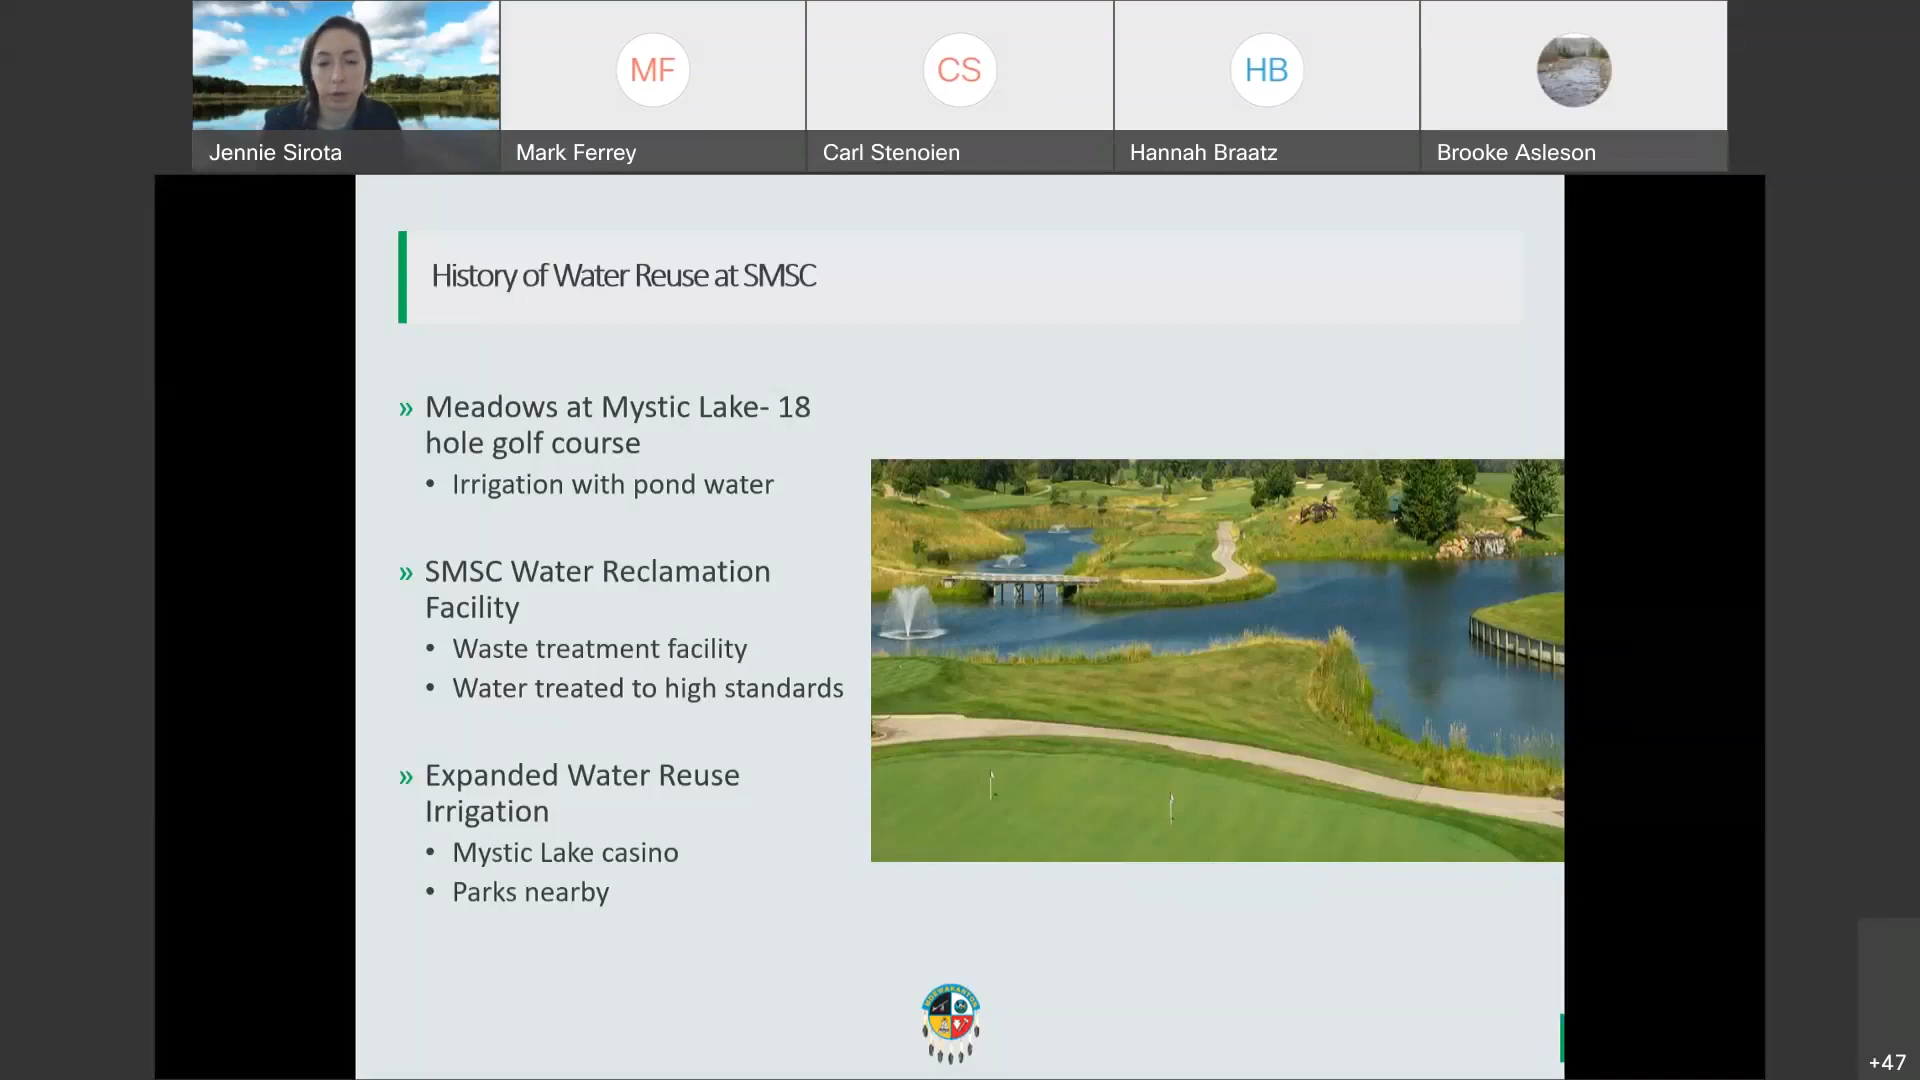 MF
CS
HB
Jennie Sirota
Mark Ferrey
Carl Stenoien
Hannah Braatz
Brooke Asleson
History of Water Reuse at SMSC
» Meadows at Mystic Lake- 18
hole golf course
• Irrigation with pond water
» SMSC Water Reclamation
Facility
• Waste treatment facility
• Water treated to high standards
» Expanded Water Reuse
Irrigation
• Mystic Lake casino
• Parks nearby
MDEWAKANTON
+47